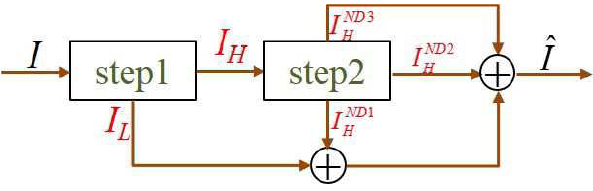 I
step1
I_H
step2
I_H^{ND3}
I_H^{ND2}
Î
I_L
I_H^{ND1}